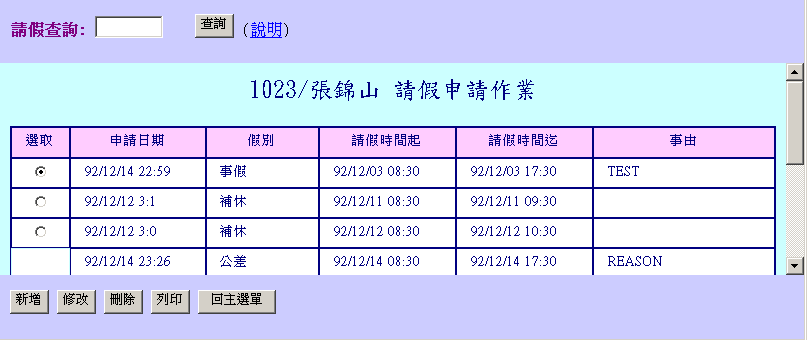 請假查詢: 查詢 (說明)
1023/張錦山 請假申請作業
選取 申請日期 假別 請假時間起 請假時間迄 事由
92/12/14 22:59 事假 92/12/03 08:30 92/12/03 17:30 TEST
92/12/12 3:1 補休 92/12/11 08:30 92/12/11 09:30
92/12/12 3:0 補休 92/12/12 08:30 92/12/12 10:30
92/12/14 23:26 公差 92/12/14 08:30 92/12/14 17:30 REASON
新增 修改 刪除 列印 回主選單